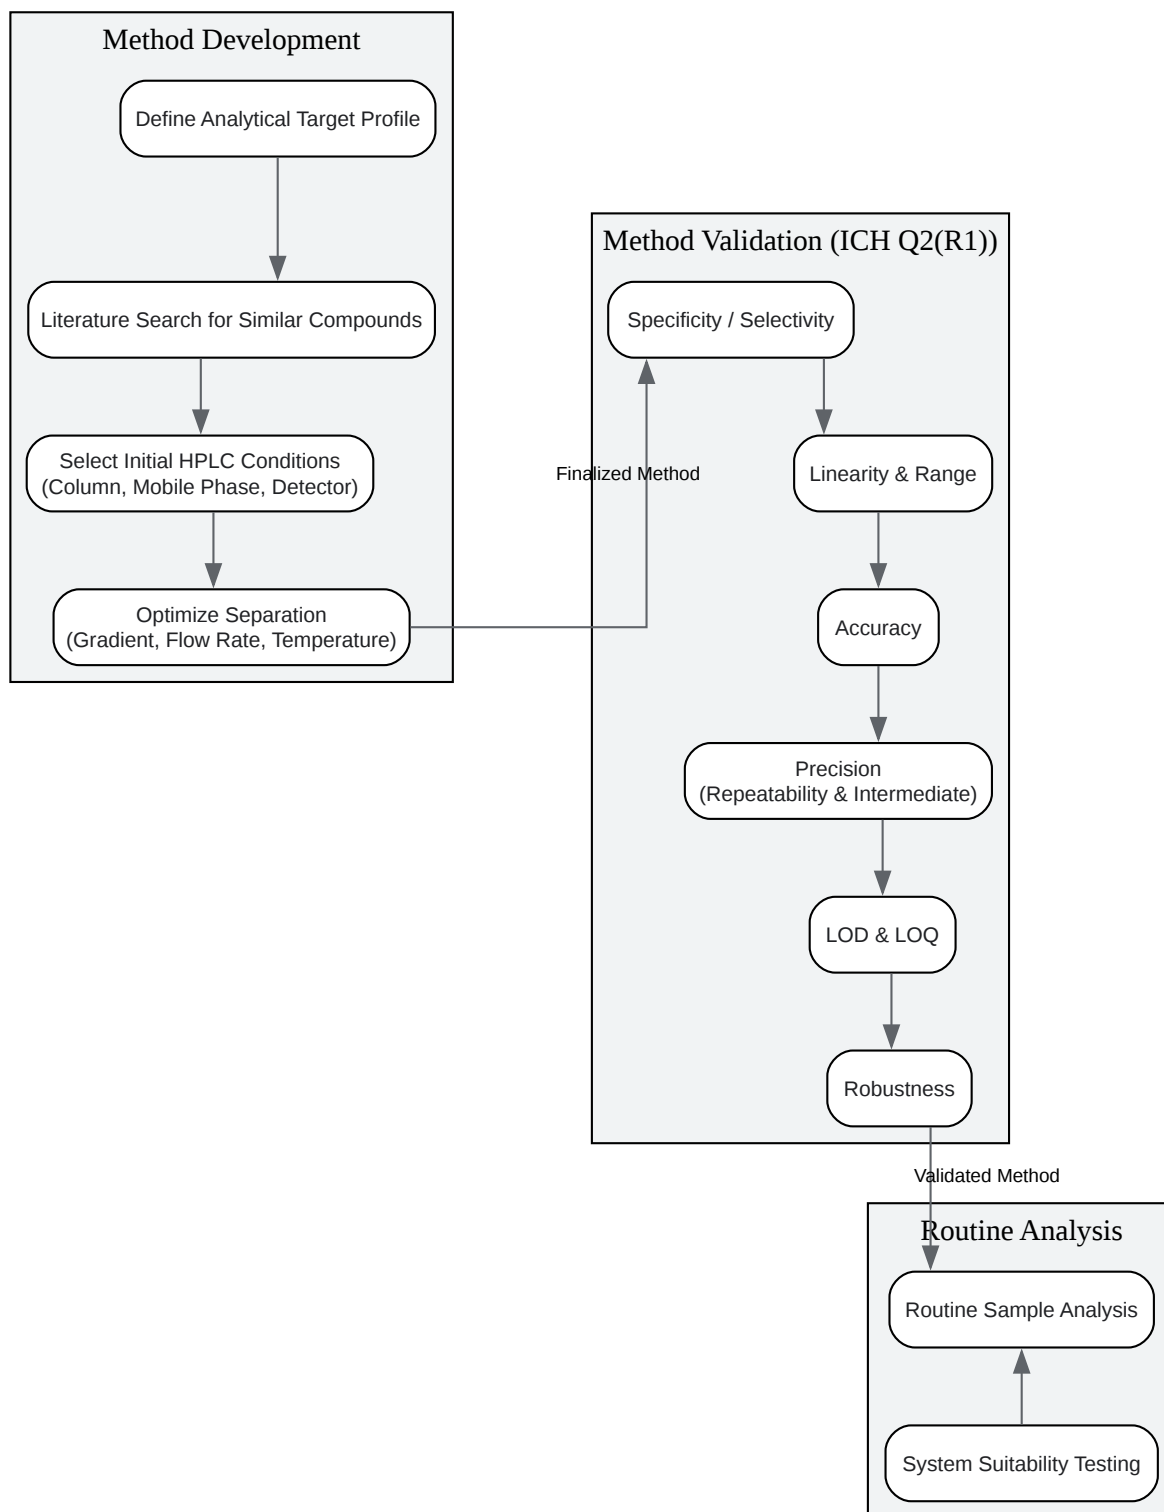 Method Development
Define Analytical Target Profile
Literature Search for Similar Compounds
Select Initial HPLC Conditions
(Column, Mobile Phase, Detector)
Optimize Separation
(Gradient, Flow Rate, Temperature)
Finalized Method
Method Validation (ICH Q2(R1))
Specificity / Selectivity
Linearity & Range
Accuracy
Precision
(Repeatability & Intermediate)
LOD & LOQ
Robustness
Validated Method
Routine Analysis
Routine Sample Analysis
System Suitability Testing